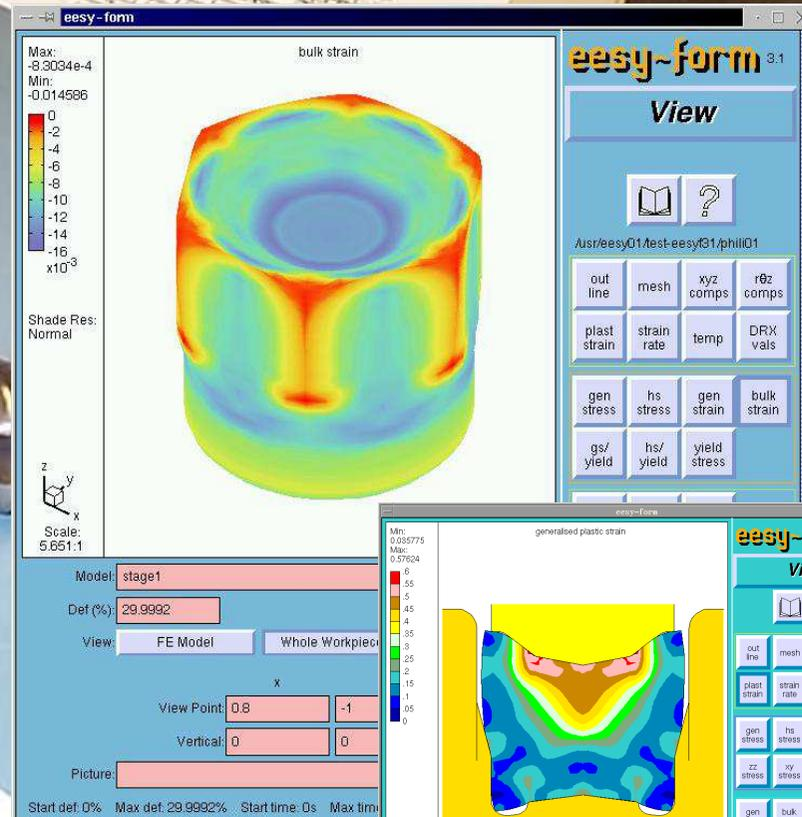 eesy-form
Max:
-8.3034e-4
Min:
-0.014586
0
-2
-4
-6
-8
-10
-12
-14
-16
x10-3
Shade Res:
Normal
z
y
x
Scale:
5.651:1
bulk strain
eesy~form 3.1
View
?
/usr/eesy01/test-eesyf31/phili01
out line
mesh
xyz comps
rθz comps
plast strain
strain rate
temp
DRX vals
gen stress
hs stress
gen strain
bulk strain
gs/ yield
hs/ yield
yield stress
Model: stage1
Def (%): 29.9992
View: FE Model Whole Workpiec
x
View Point: 0.8 -1
Vertical: 0 0
Picture:
Start def: 0% Max def: 29.9992% Start time: 0s Max tim
eesy-form
Min:
0.035775
Max:
0.57624
.6
.55
.5
.45
.4
.35
.3
.25
.2
.15
.1
.05
0
generalised plastic strain
eesy~
Vi
out line
mesh
plast strain
strain rate
gen stress
hs stress
zz stress
xy stress
gen
bulk